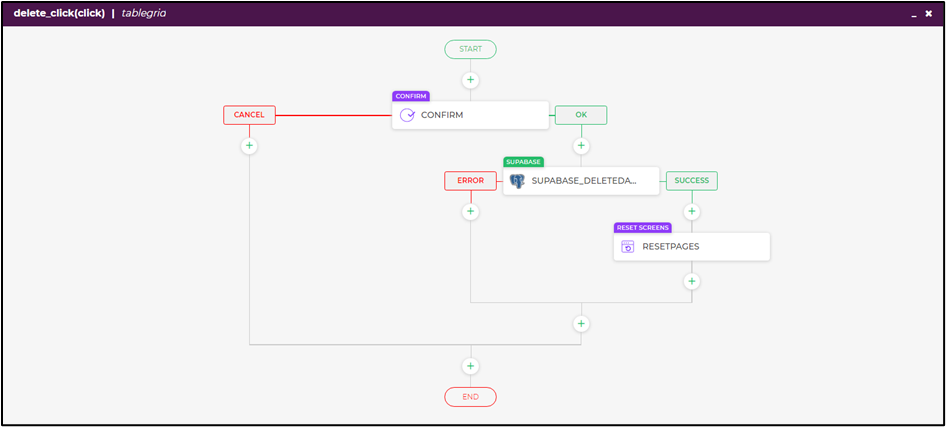 delete_click(click) | tablegria
START
CONFIRM
CANCEL
CONFIRM
OK
SUPABASE
ERROR
SUPABASE_DELETEDA...
SUCCESS
RESET SCREENS
RESETPAGES
END